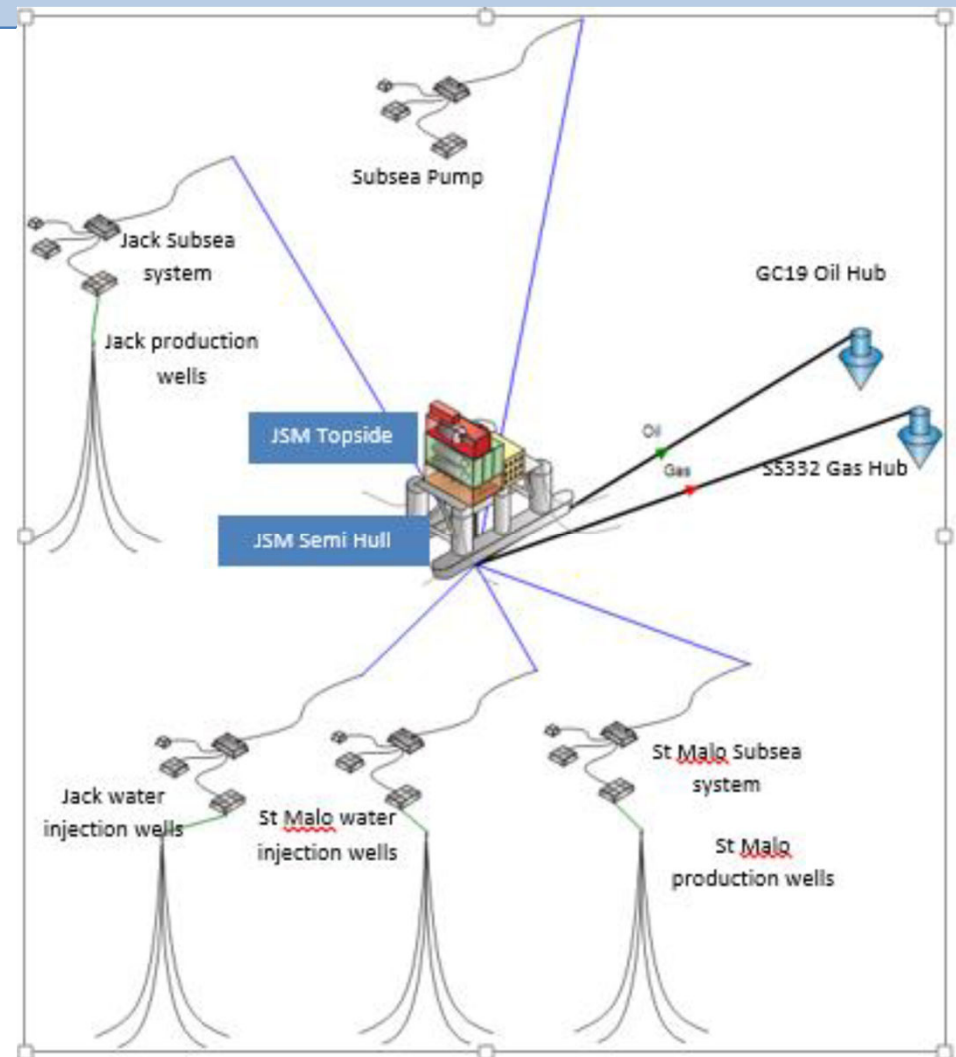 Subsea Pump
Jack Subsea
system
GC19 Oil Hub
Jack production
wells
JSM Topside
Oil
Gas
SS332 Gas Hub
JSM Semi Hull
St Malo Subsea
system
Jack water
injection wells
St Malo water
injection wells
St Malo
production wells